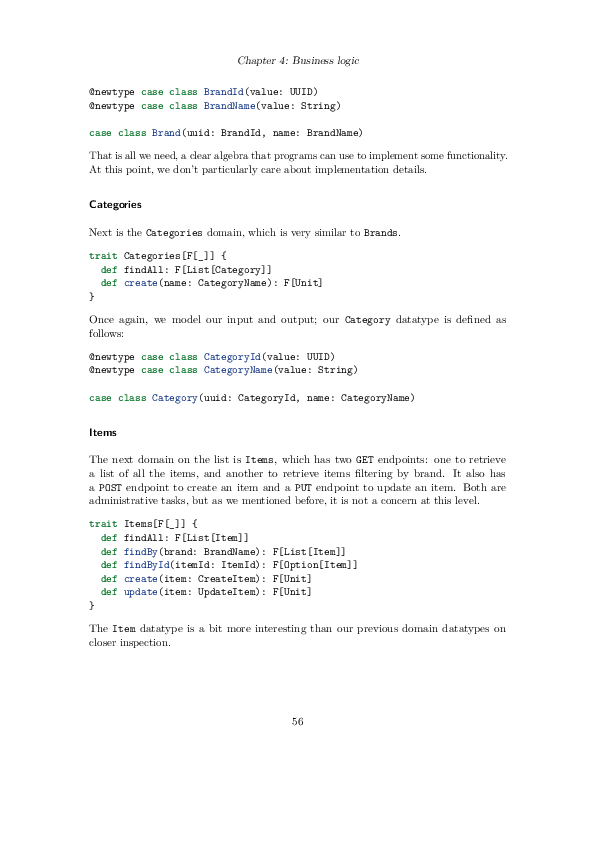 Chapter 4: Business logic
@newtype case class BrandId(value: UUID)
@newtype case class BrandName(value: String)
case class Brand(uuid: BrandId, name: BrandName)
That is all we need, a clear algebra that programs can use to implement some functionality.
At this point, we don't particularly care about implementation details.
Categories
Next is the Categories domain, which is very similar to Brands.
trait Categories[F[_]] {
  def findAll: F[List[Category]]
  def create(name: CategoryName): F[Unit]
}
Once again, we model our input and output; our Category datatype is defined as
follows:
@newtype case class CategoryId(value: UUID)
@newtype case class CategoryName(value: String)
case class Category(uuid: CategoryId, name: CategoryName)
Items
The next domain on the list is Items, which has two GET endpoints: one to retrieve
a list of all the items, and another to retrieve items filtering by brand. It also has
a POST endpoint to create an item and a PUT endpoint to update an item. Both are
administrative tasks, but as we mentioned before, it is not a concern at this level.
trait Items[F[_]] {
  def findAll: F[List[Item]]
  def findBy(brand: BrandName): F[List[Item]]
  def findById(itemId: ItemId): F[Option[Item]]
  def create(item: CreateItem): F[Unit]
  def update(item: UpdateItem): F[Unit]
}
The Item datatype is a bit more interesting than our previous domain datatypes on
closer inspection.
56